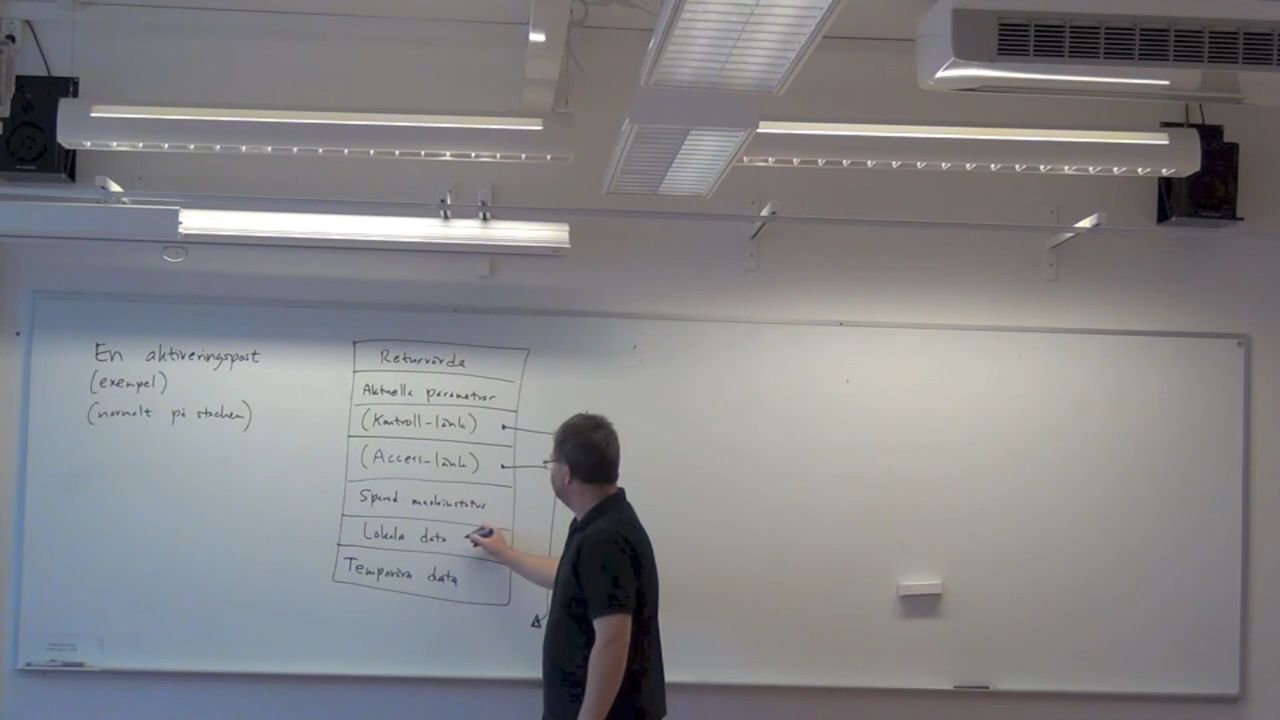 En aktiveringspost
(exempel)
(normalt på stacken)
Returvärde
Aktuella parametrar
(Kontroll-länk)
(Access-länk)
Sparad maskinstatus
Lokala data
Temporära data